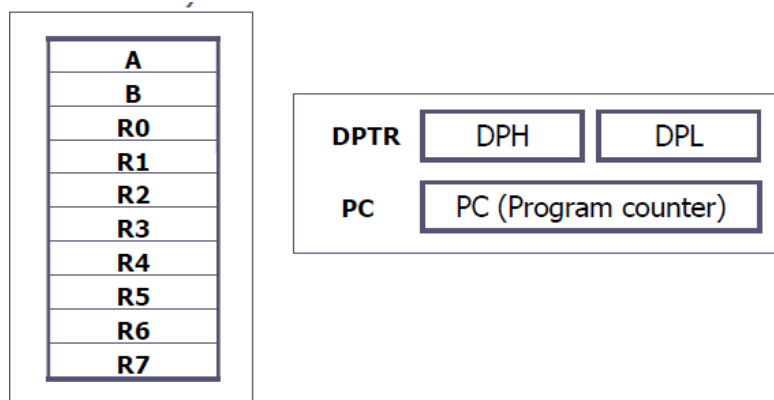 A
B
R0
R1
R2
R3
R4
R5
R6
R7
DPTR DPH DPL
PC PC (Program counter)